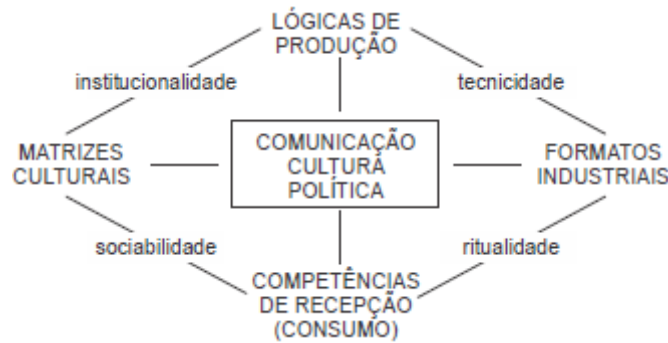 LÓGICAS DE
PRODUÇÃO
institucionalidade
tecnicidade
MATRIZES
CULTURAIS
COMUNICAÇÃO
CULTURA
POLÍTICA
FORMATOS
INDUSTRIAIS
sociabilidade
ritualidade
COMPETÊNCIAS
DE RECEPÇÃO
(CONSUMO)